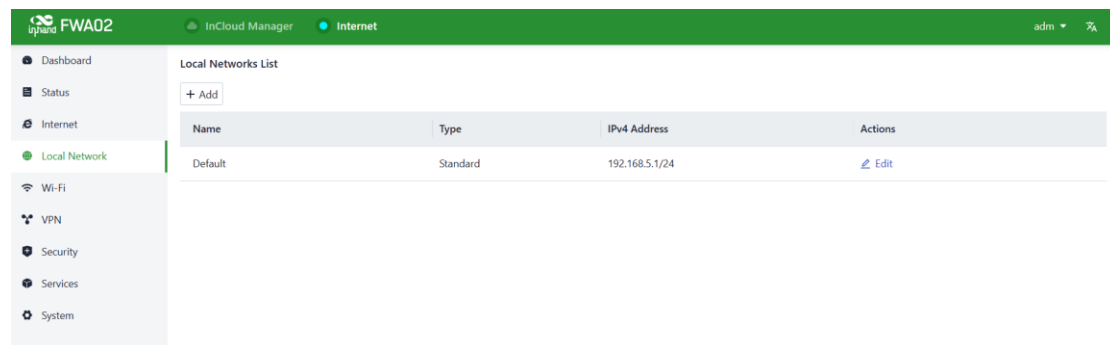 inhand FWA02
InCloud Manager
Internet
adm
Dashboard
Status
Internet
Local Network
Wi-Fi
VPN
Security
Services
System
Local Networks List
+ Add
Name Type IPv4 Address Actions
Default Standard 192.168.5.1/24 Edit